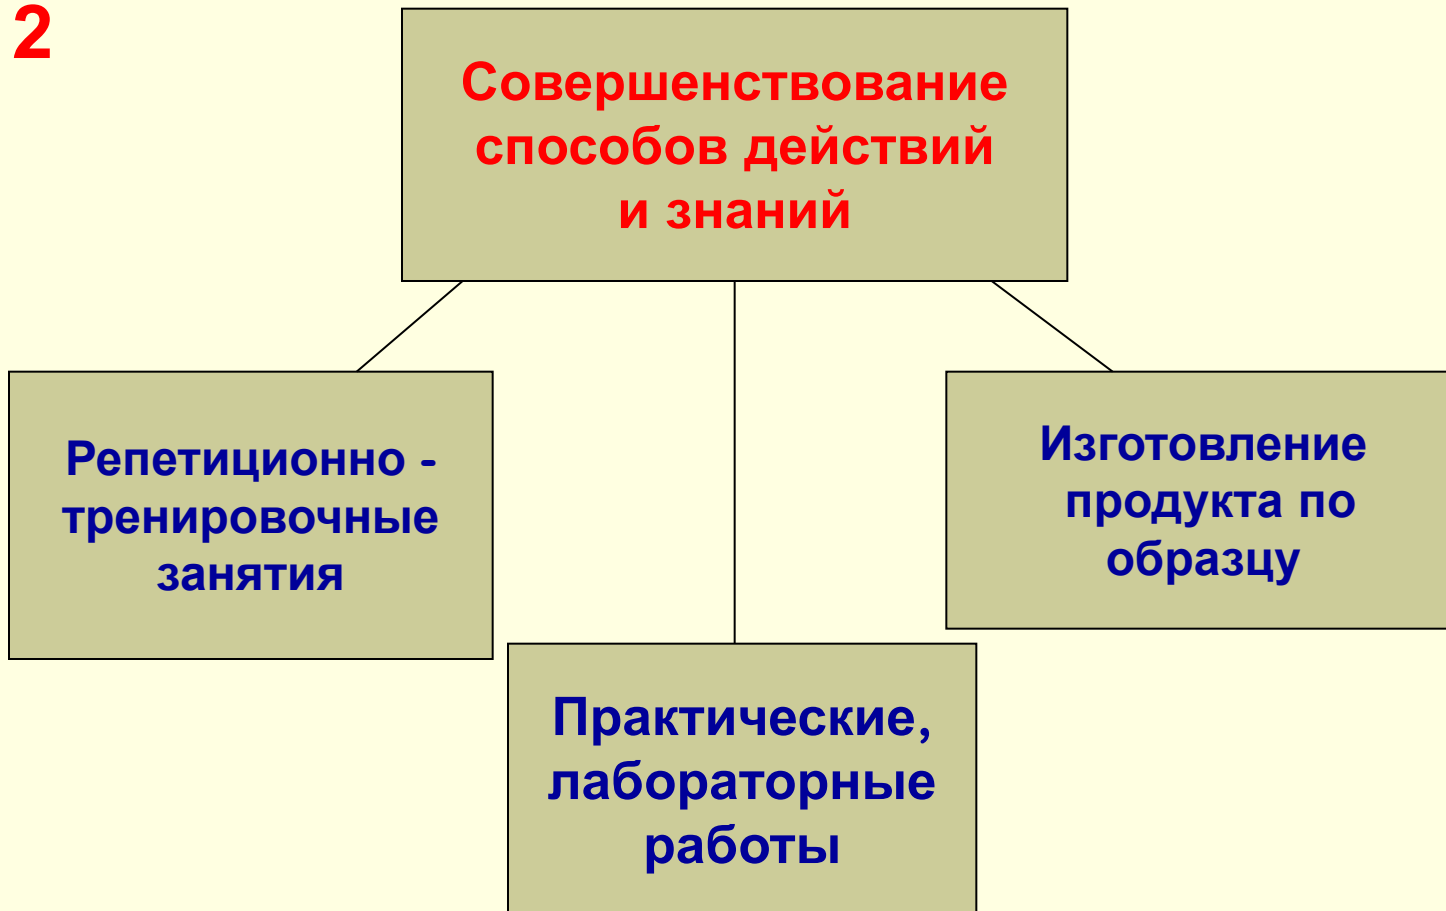 2
Совершенствование
способов действий
и знаний
Репетиционно -
тренировочные
занятия
Изготовление
продукта по
образцу
Практические,
лабораторные
работы